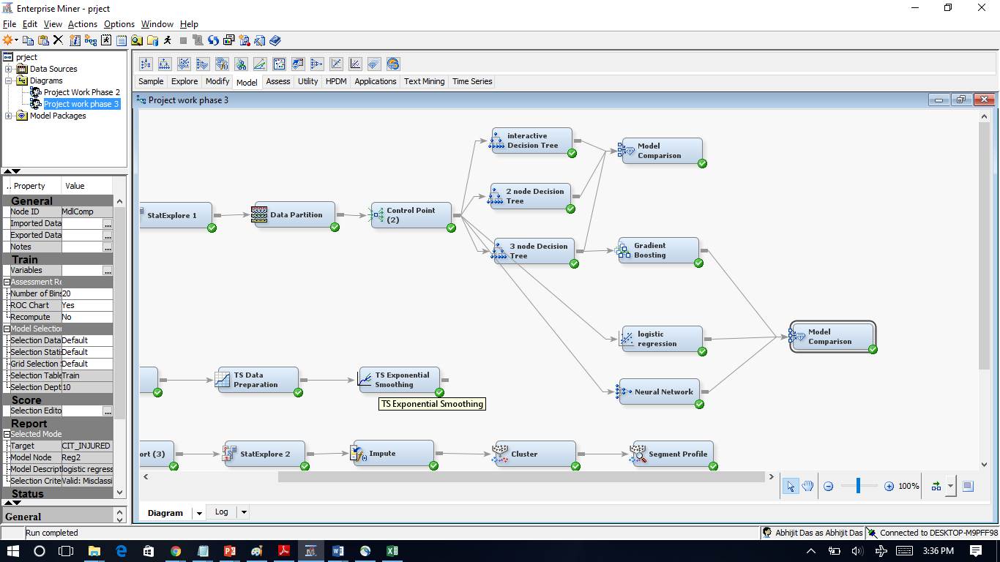 Enterprise Miner - prject
File Edit View Actions Options Window Help
prject
Data Sources
Diagrams
Project Work Phase 2
Project work phase 3
Model Packages
.. Property Value
General
Node ID MdlComp
Imported Data ...
Exported Data ...
Notes ...
Train
Variables ...
Assessment Re
Number of Bins 20
ROC Chart Yes
Recompute No
Model Selection
Selection Data Default
Selection Stati Default
Grid Selection Default
Selection Table Train
Selection Dept 10
Score
Selection Edito ...
Report
Selected Mode
Target CIT_INJURED
Model Node Reg2
Model Descript logistic regress
Selection Crite Valid: Misclassi
Status
General
Sample Explore Modify Model Assess Utility HPDM Applications Text Mining Time Series
Project work phase 3
interactive
Decision Tree
Model
Comparison
2 node Decision
Tree
StatExplore 1
Data Partition
Control Point
(2)
3 node Decision
Tree
Gradient
Boosting
logistic
regression
Model
Comparison
TS Data
Preparation
TS Exponential
Smoothing
TS Exponential Smoothing
Neural Network
ort (3)
StatExplore 2
Impute
Cluster
Segment Profile
100%
Diagram Log
Run completed
Abhijit Das as Abhijit Das
Connected to DESKTOP-M9PFF98
3:36 PM